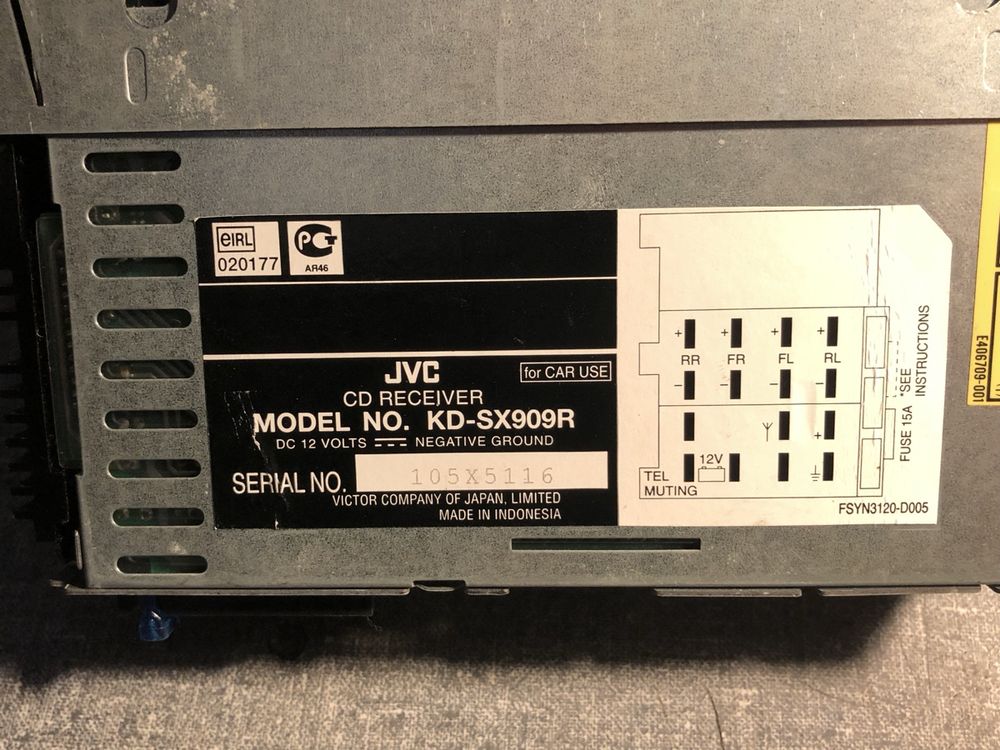 eIRL
020177
PCT
AR46
JVC
for CAR USE
CD RECEIVER
MODEL NO. KD-SX909R
DC 12 VOLTS NEGATIVE GROUND
SERIAL NO. 105X5116
VICTOR COMPANY OF JAPAN, LIMITED
MADE IN INDONESIA
+ + + +
RR FR FL RL
- - - -
+
12V
TEL
MUTING
FUSE 15A *SEE
INSTRUCTIONS
FSYN3120-D005
E406709-001